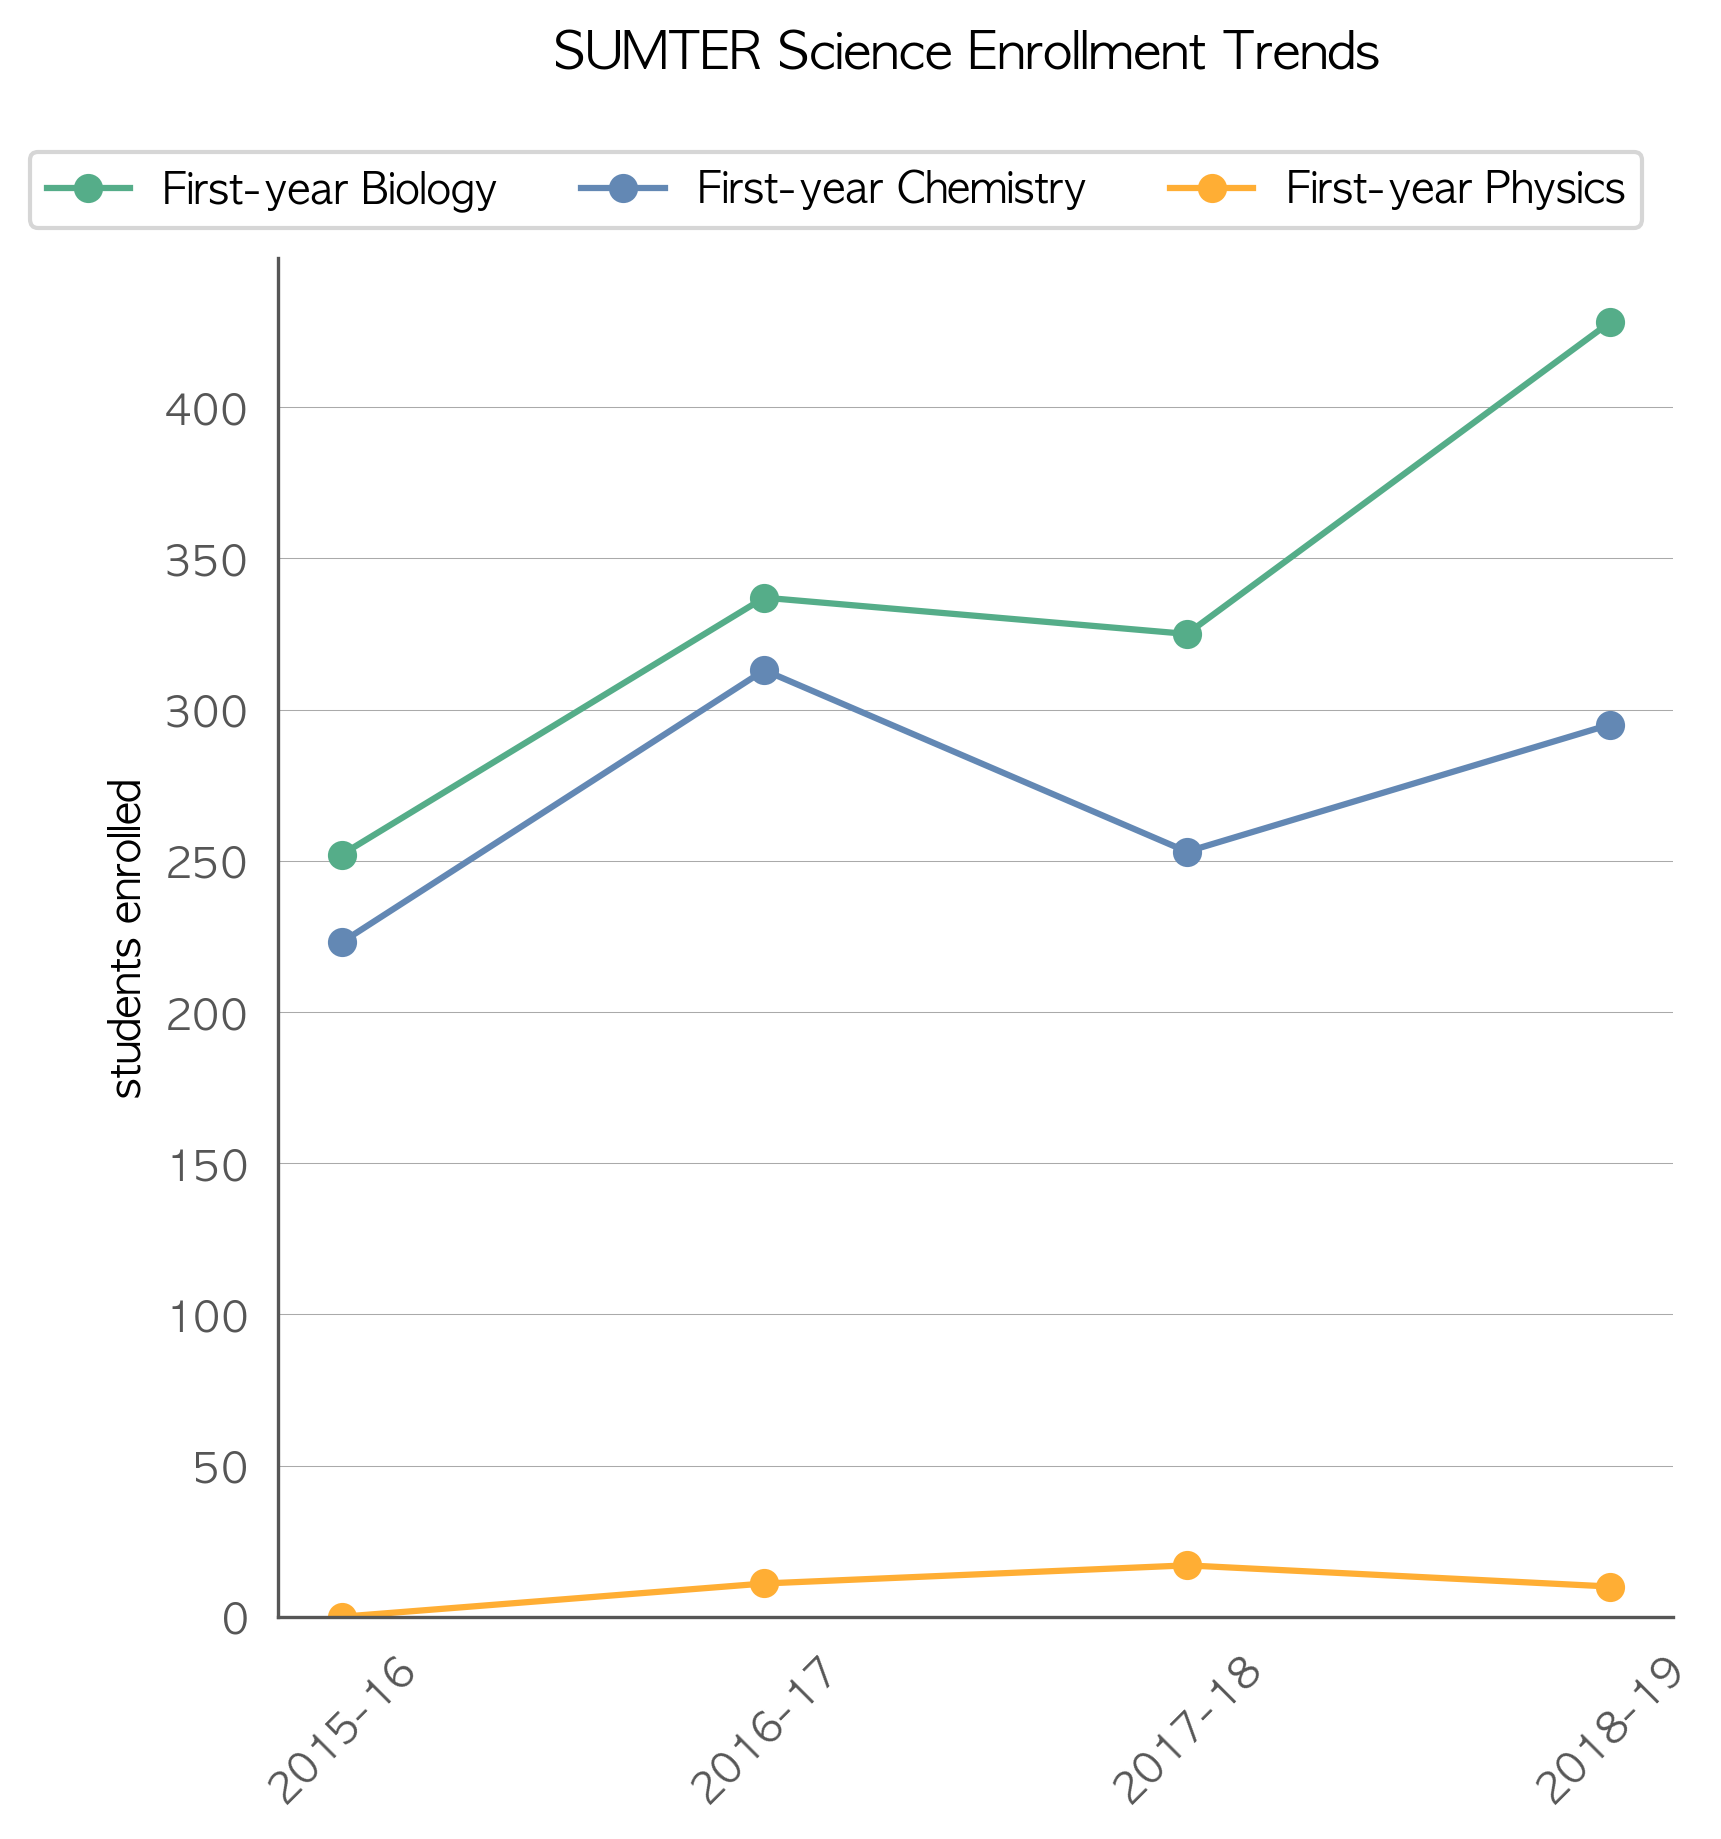 SUMTER Science Enrollment Trends
First-year Biology First-year Chemistry First-year Physics
400
350
300
250
200
150
100
50
0
students enrolled
2015-16 2016-17 2017-18 2018-19